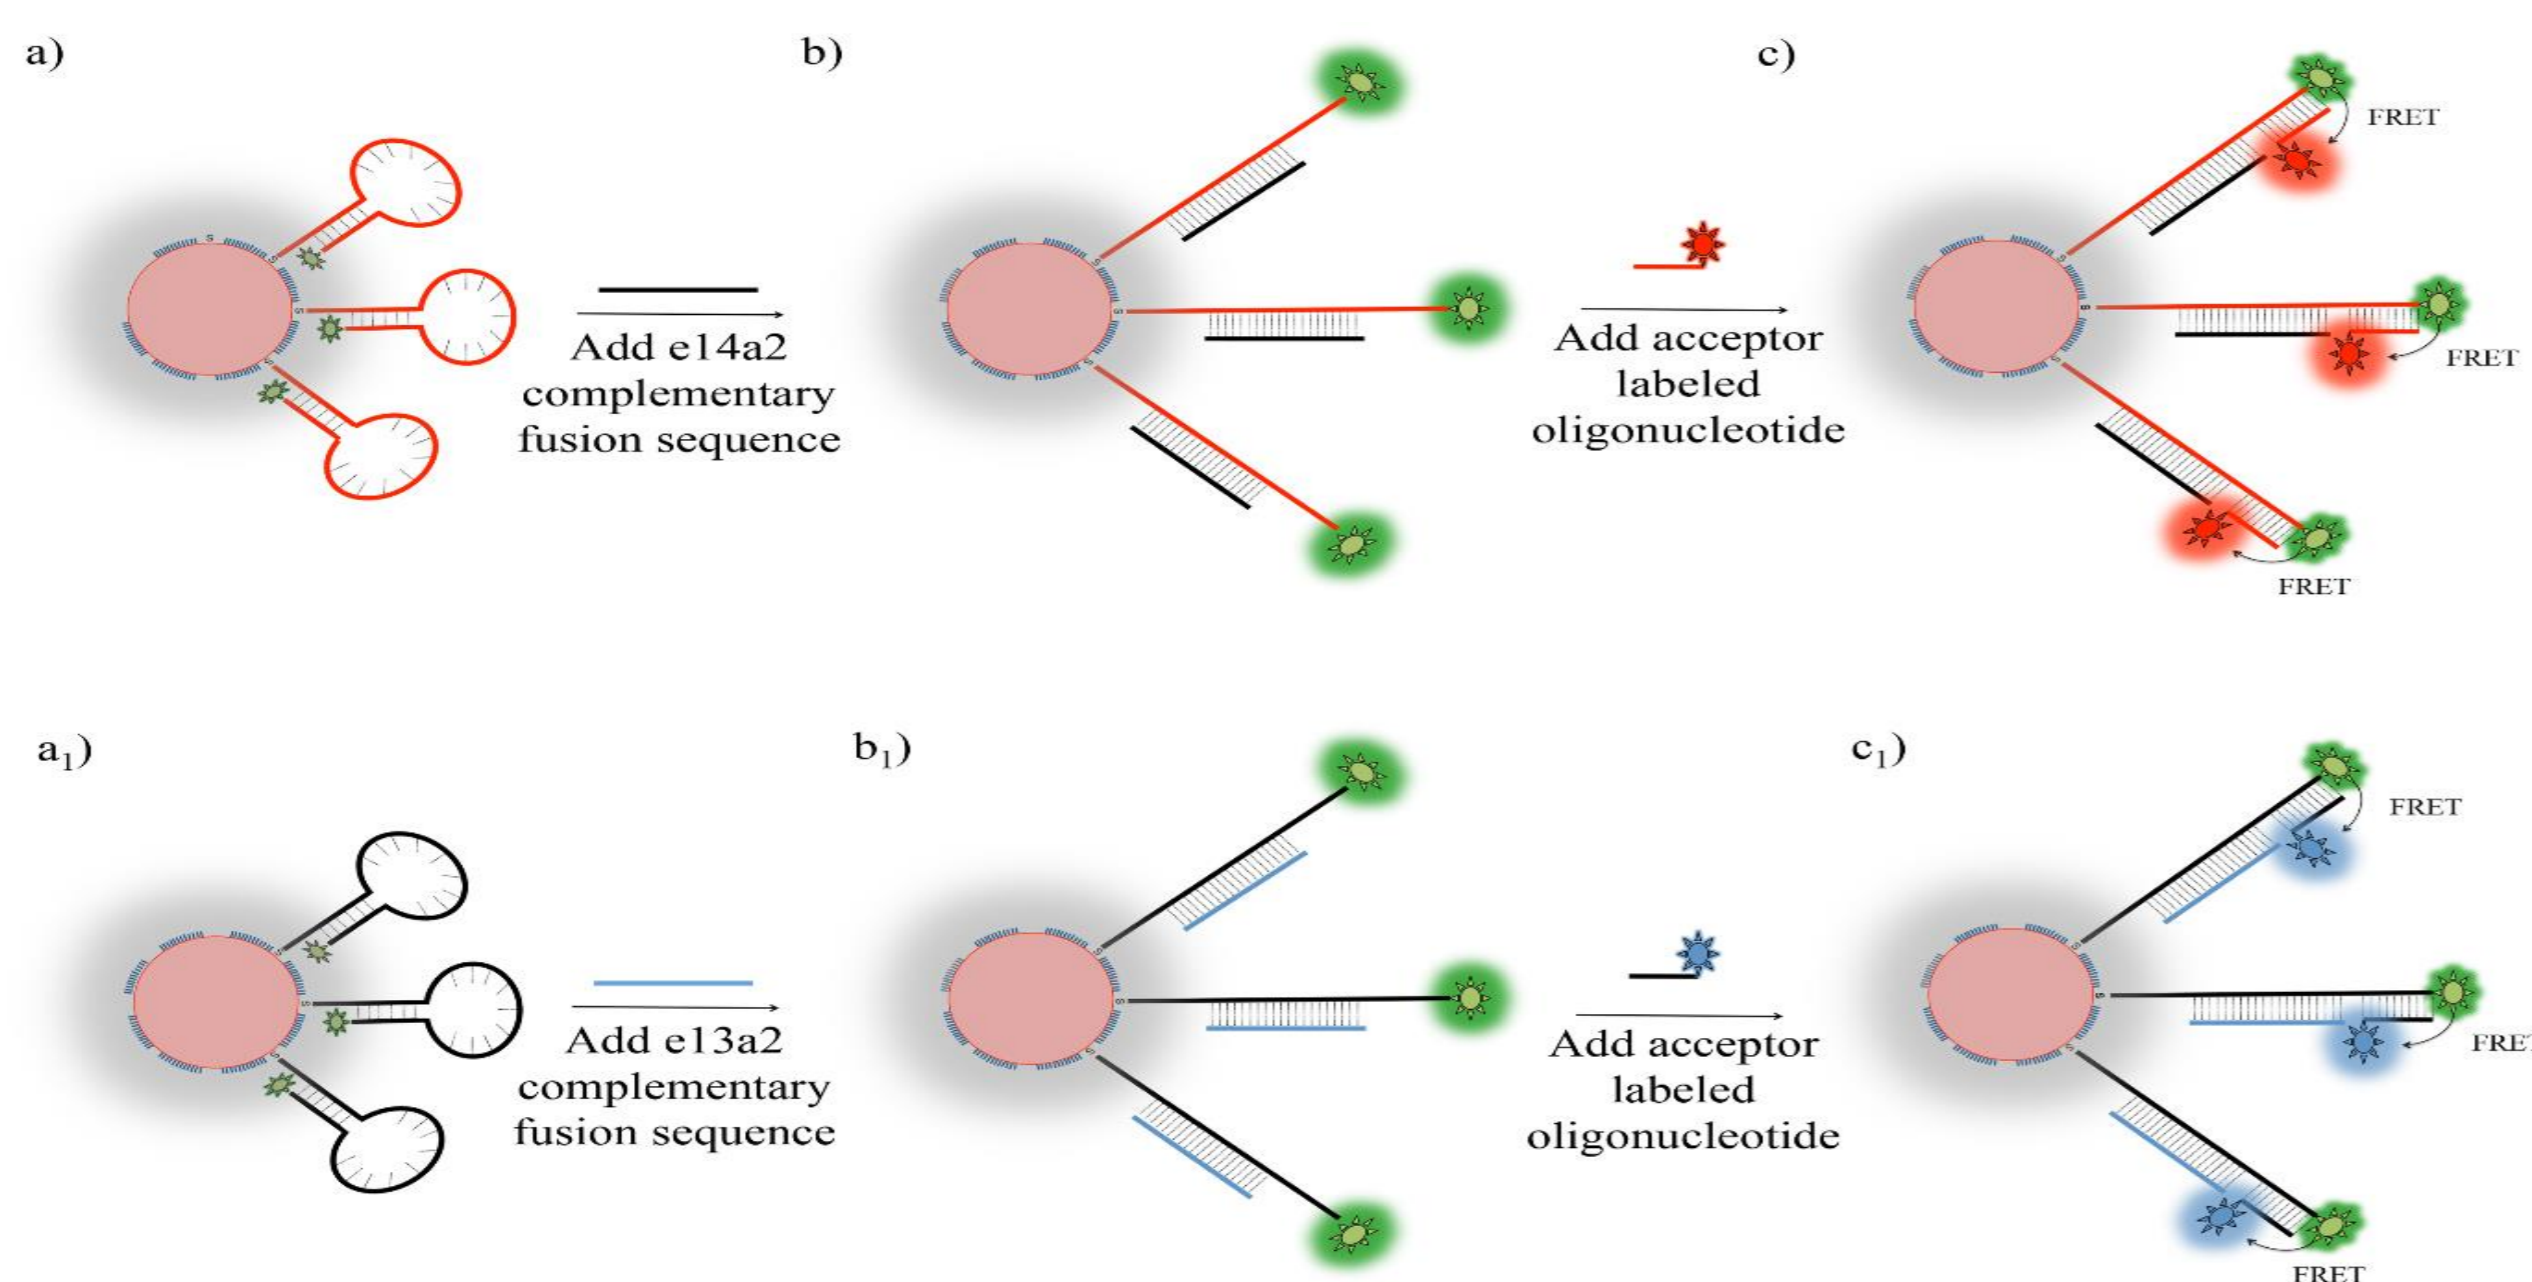 a)
b)
c)
FRET
Add e14a2
complementary
fusion sequence
Add acceptor
labeled
oligonucleotide
FRET
FRET
a1)
b1)
c1)
FRET
Add e13a2
complementary
fusion sequence
Add acceptor
labeled
oligonucleotide
FRET
FRET